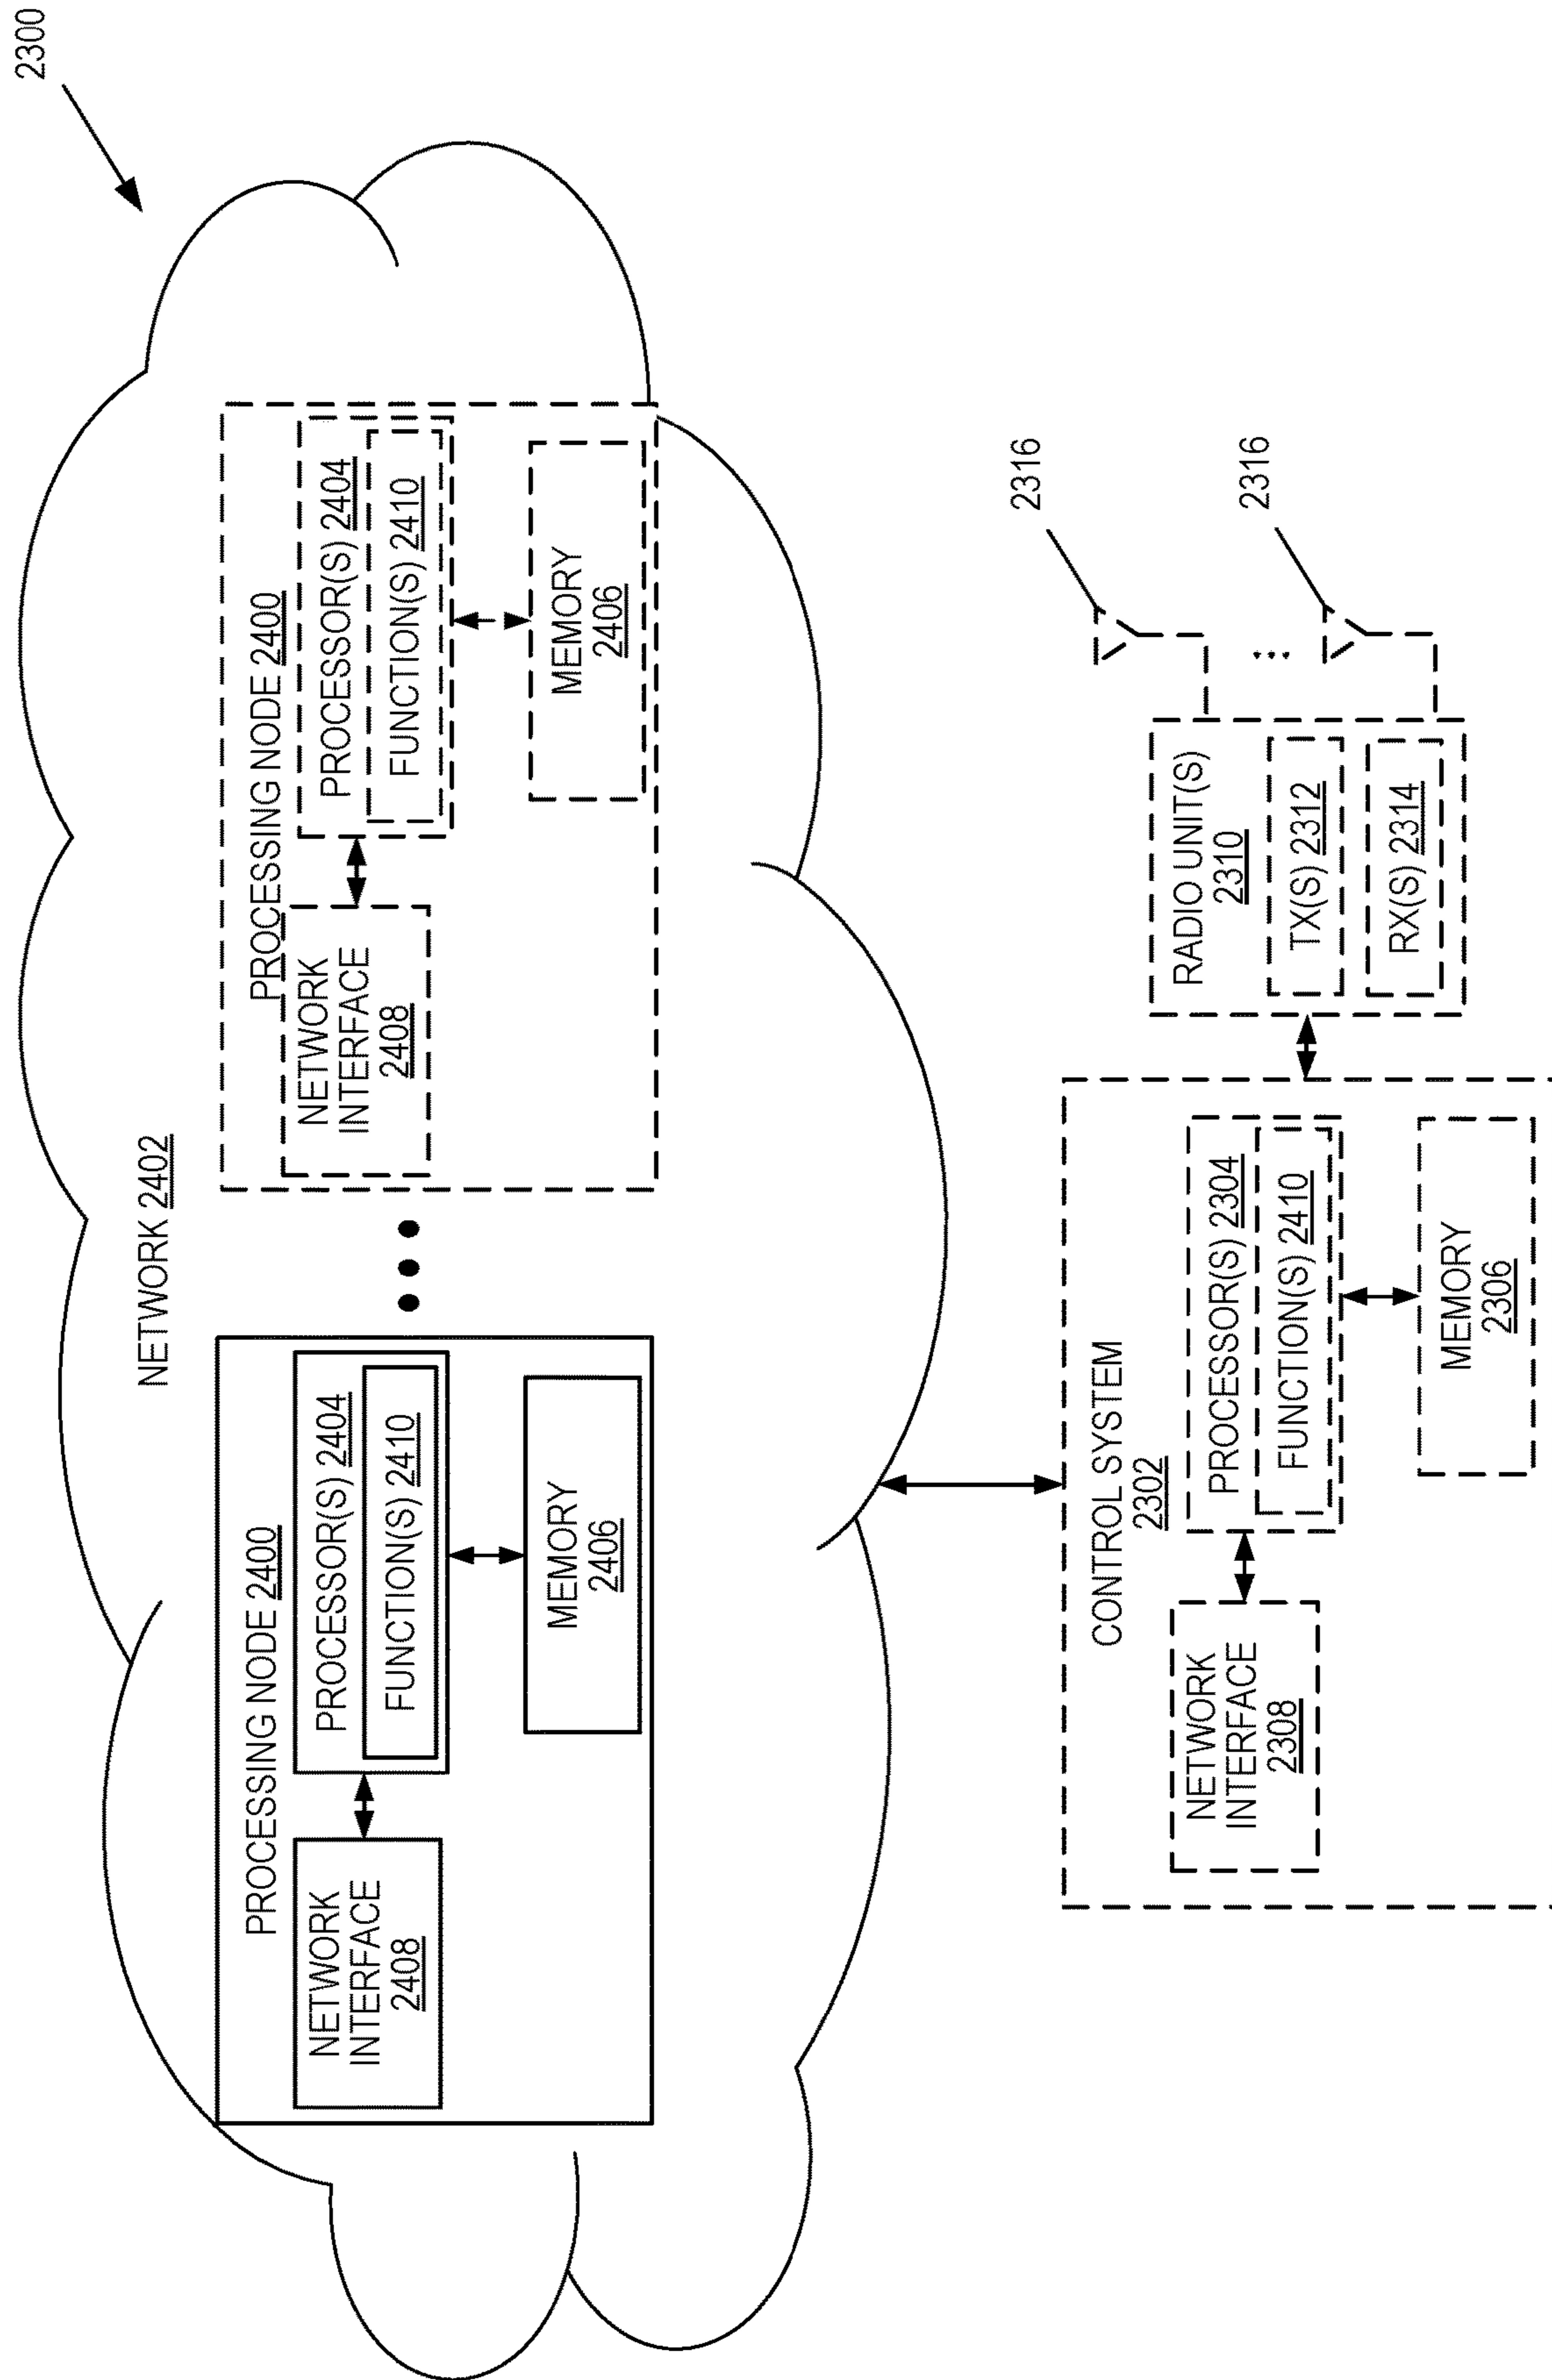 2300
NETWORK 2402
PROCESSING NODE 2400
NETWORK
INTERFACE
2408
PROCESSOR(S) 2404
FUNCTION(S) 2410
MEMORY
2406
PROCESSING NODE 2400
NETWORK
INTERFACE
2408
PROCESSOR(S) 2404
FUNCTION(S) 2410
MEMORY
2406
CONTROL SYSTEM
2302
NETWORK
INTERFACE
2308
PROCESSOR(S) 2304
FUNCTION(S) 2410
MEMORY
2306
RADIO UNIT(S)
2310
TX(S) 2312
RX(S) 2314
2316
2316